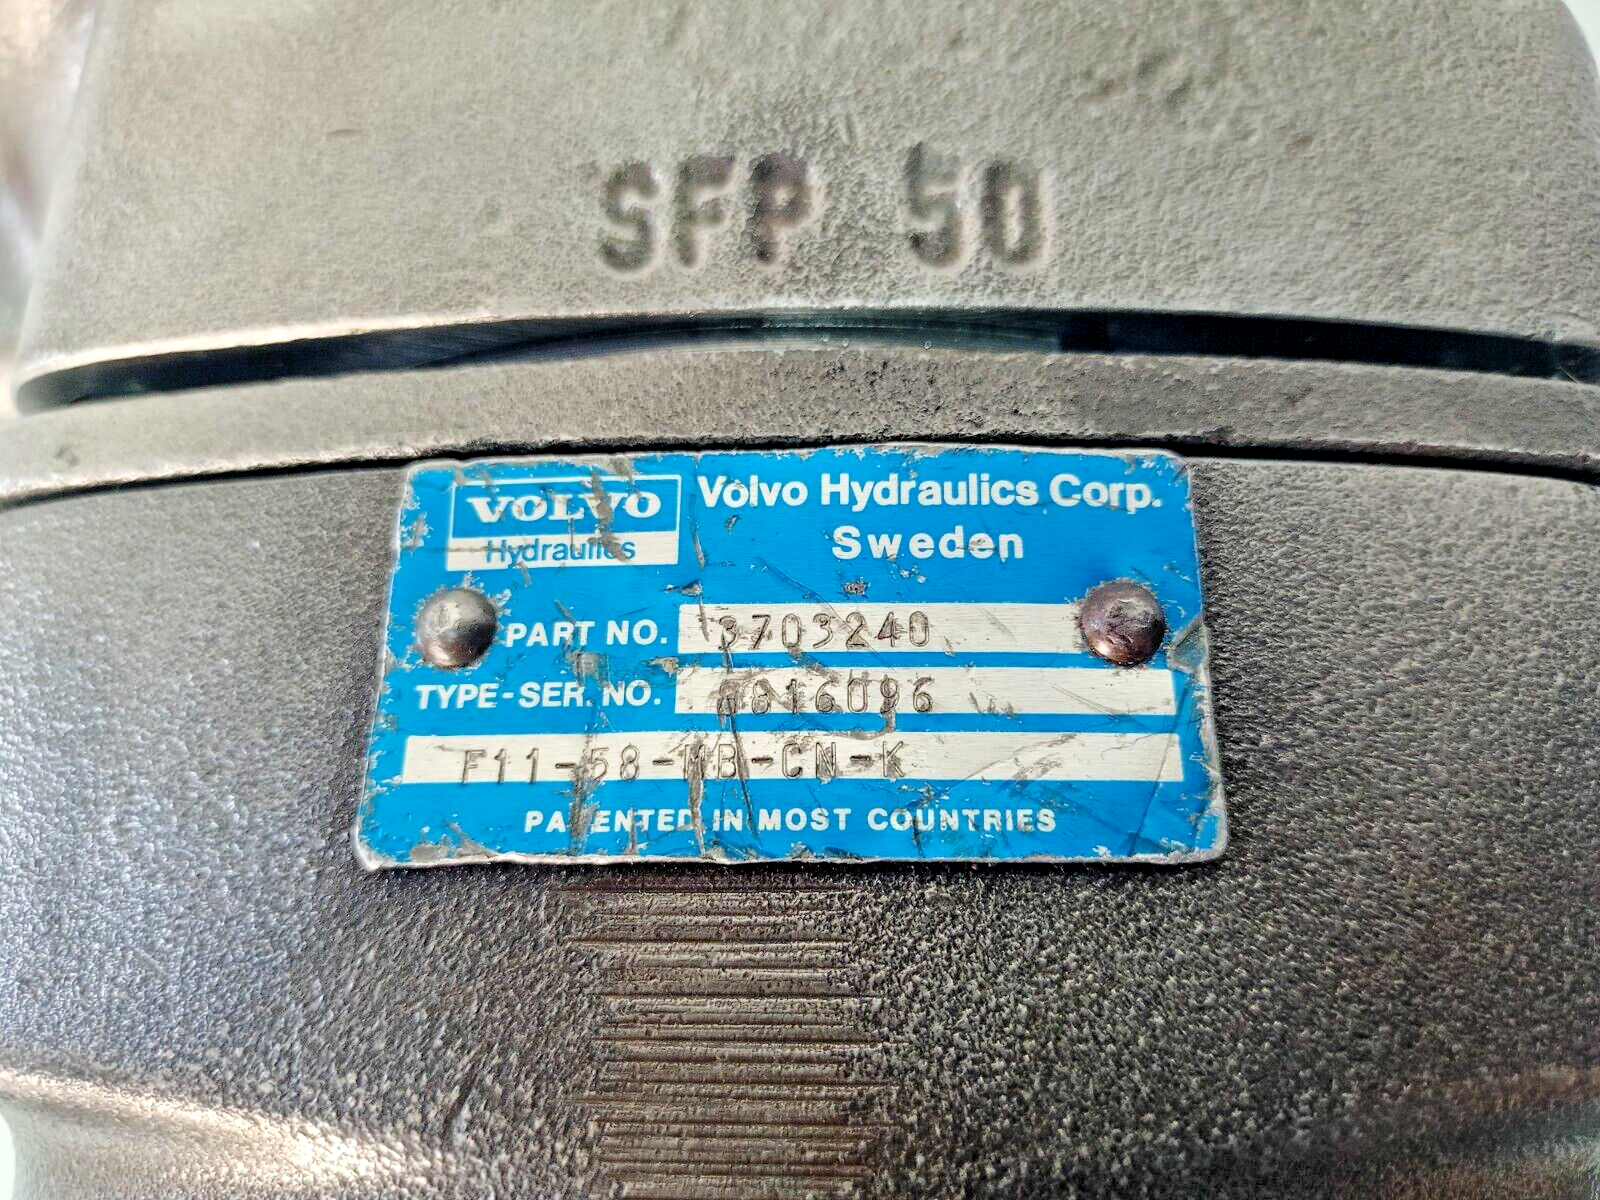 SFP 50
VOLVO
Hydraulics
Volvo Hydraulics Corp.
Sweden
PART NO. 3703240
TYPE-SER. NO.
F11-58-MB-CN-K
PATENTED IN MOST COUNTRIES